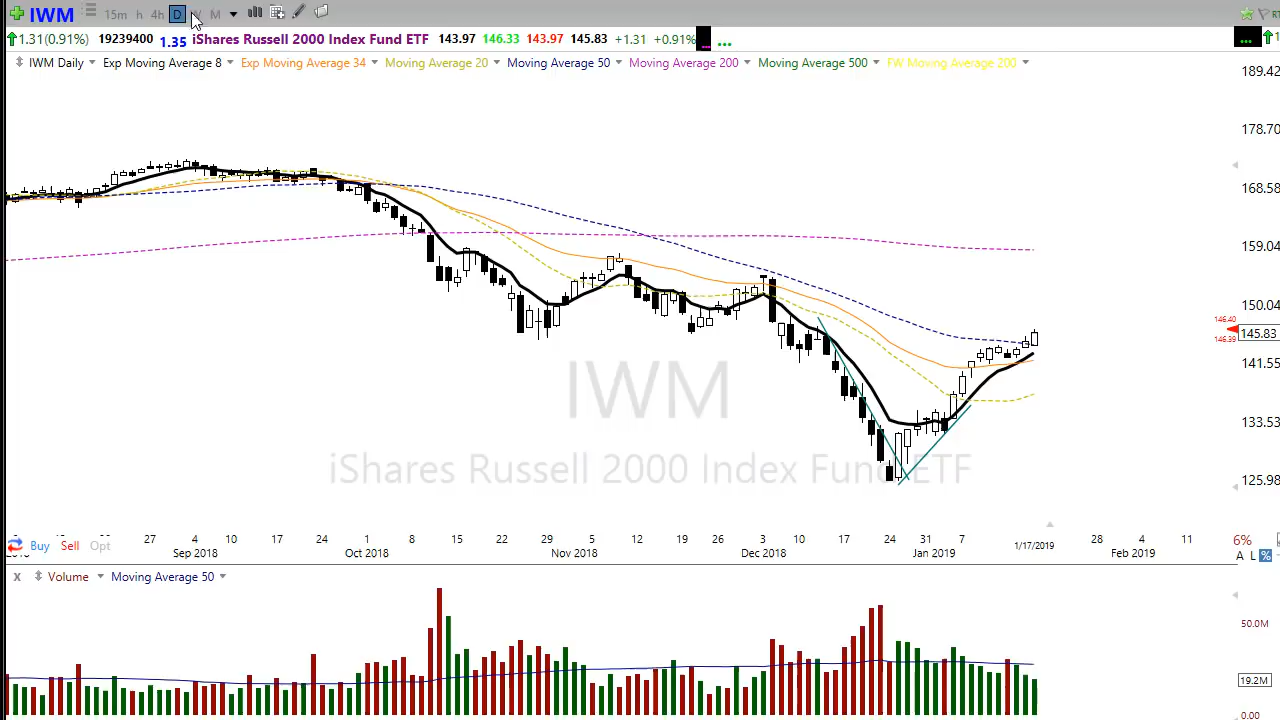 IWM 15m h 4h D W M
1.31(0.91%) 19239400 1.35 iShares Russell 2000 Index Fund ETF 143.97 146.33 143.97 145.83 +1.31 +0.91% ... ...
IWM Daily Exp Moving Average 8 Exp Moving Average 34 Moving Average 20 Moving Average 50 Moving Average 200 Moving Average 500 FW Moving Average 200
189.42
178.70
168.58
159.04
150.04
146.40
145.83
146.39
141.55
133.53
125.98
IWM
iShares Russell 2000 Index Fund ETF
27 4 10 17 24 1 8 15 22 29 5 12 19 26 3 10 17 24 31 7 28 4 11
Sep 2018 Oct 2018 Nov 2018 Dec 2018 Jan 2019 1/17/2019 Feb 2019
Buy Sell Opt
6%
A L %
X Volume Moving Average 50
50.0M
19.2M
0.00